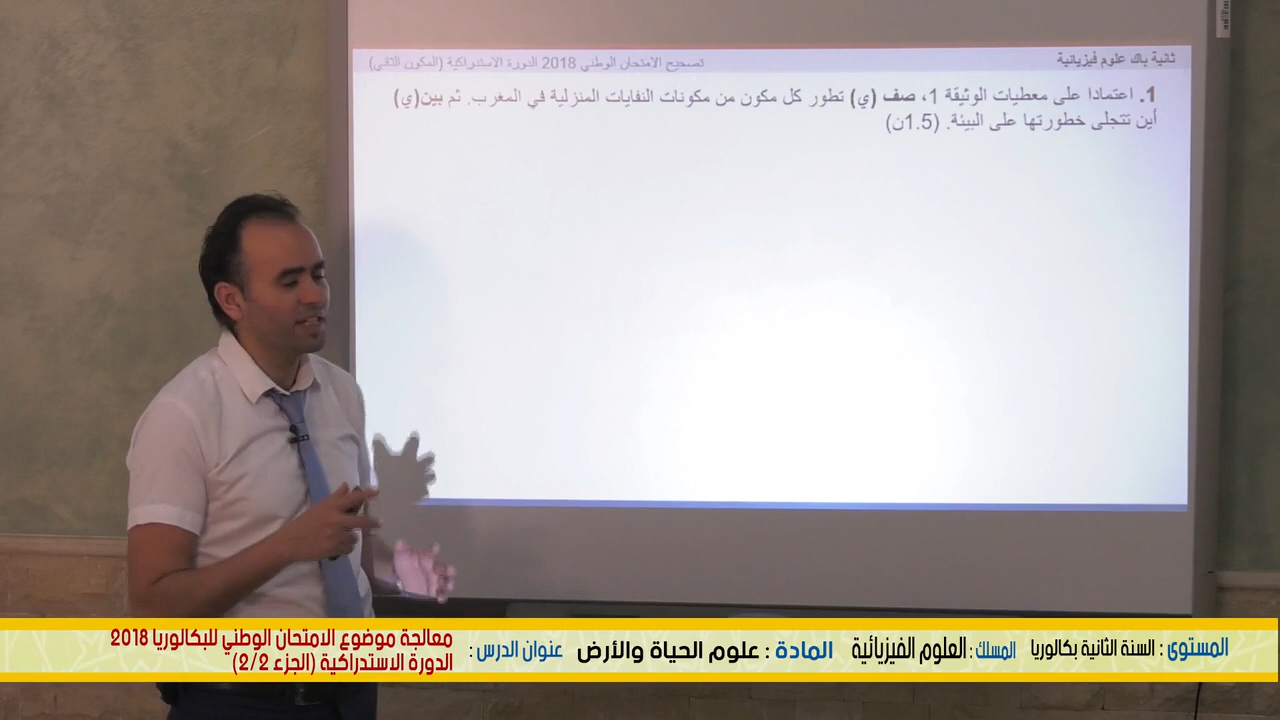 ثانية باك علوم فيزيائية
تصحيح الامتحان الوطني 2018 الدورة الاستدراكية (المكون الثاني)
1. اعتمادا على معطيات الوثيقة 1، صف (ي) تطور كل مكون من مكونات النفايات المنزلية في المغرب. ثم بين(ي)
أين تتجلى خطورتها على البيئة. (1.5ن)
المستوى : السنة الثانية بكالوريا
المسلك : العلوم الفيزيائية
المادة : علوم الحياة والأرض
عنوان الدرس :
معالجة موضوع الامتحان الوطني للبكالوريا 2018
الدورة الاستدراكية (الجزء 2/2)